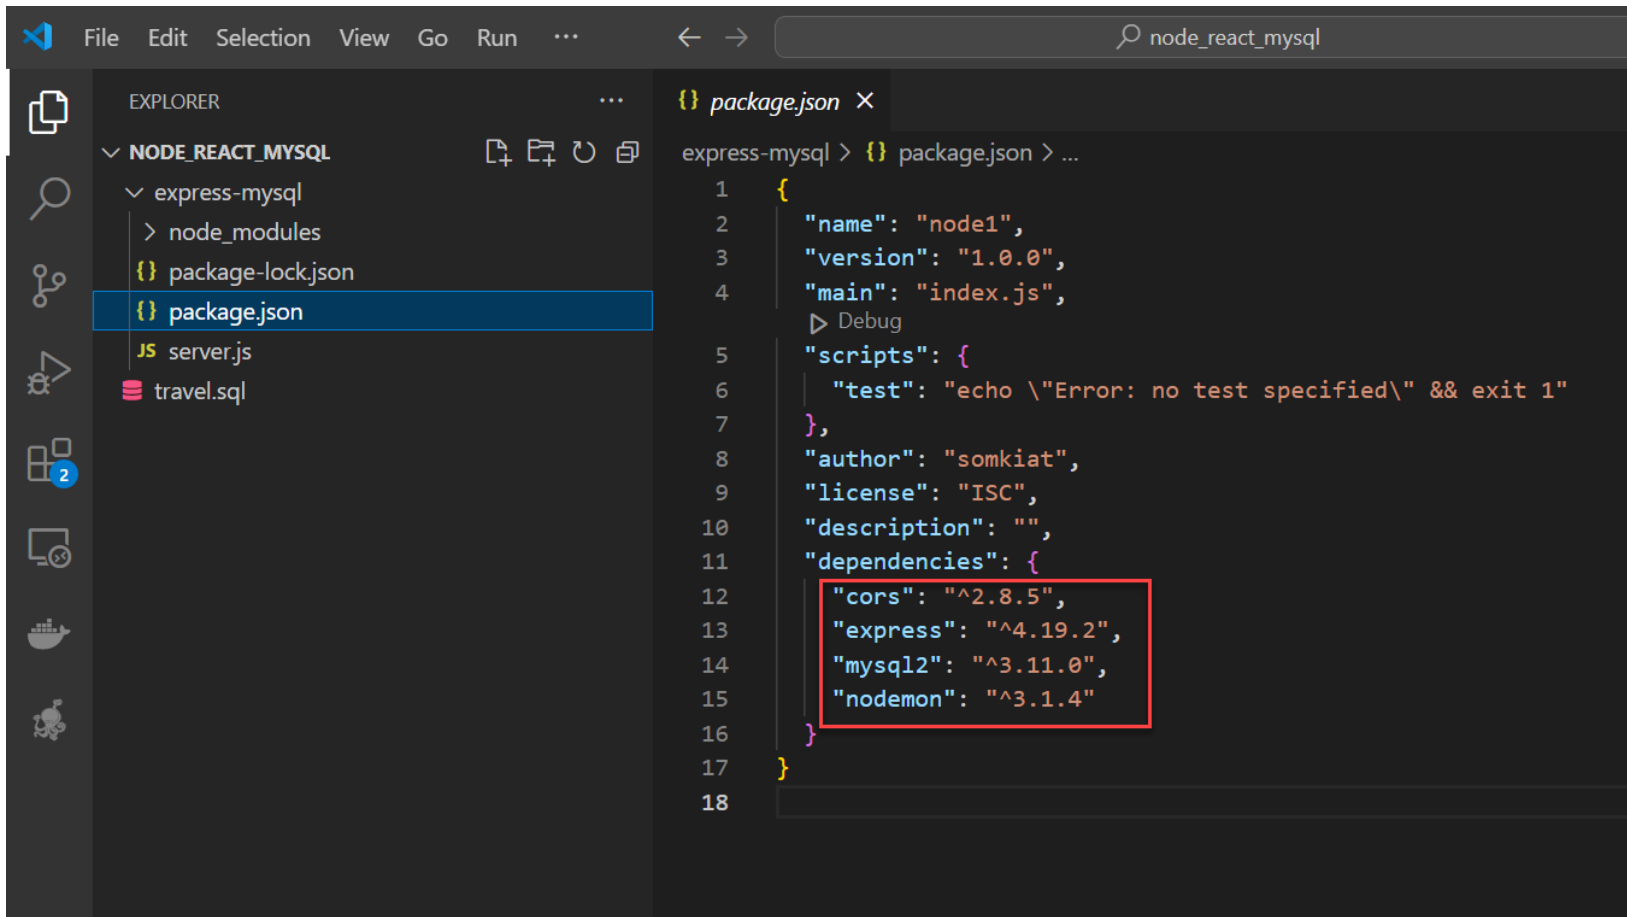 File Edit Selection View Go Run ···
node_react_mysql
EXPLORER ···
NODE_REACT_MYSQL
express-mysql
node_modules
{} package-lock.json
{} package.json
JS server.js
travel.sql
2
{} package.json
express-mysql > {} package.json > ...
1 {
2 "name": "node1",
3 "version": "1.0.0",
4 "main": "index.js",
Debug
5 "scripts": {
6 "test": "echo \"Error: no test specified\" && exit 1"
7 },
8 "author": "somkiat",
9 "license": "ISC",
10 "description": "",
11 "dependencies": {
12 "cors": "^2.8.5",
13 "express": "^4.19.2",
14 "mysql2": "^3.11.0",
15 "nodemon": "^3.1.4"
16 }
17 }
18